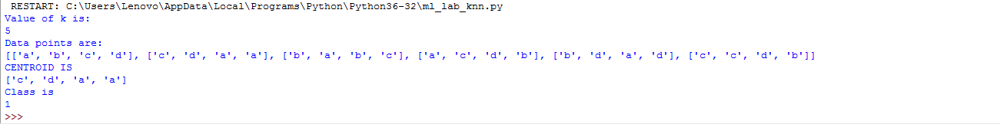 RESTART: C:\Users\Lenovo\AppData\Local\Programs\Python\Python36-32\ml_lab_knn.py
Value of k is:
5
Data points are:
[['a', 'b', 'c', 'd'], ['c', 'd', 'a', 'a'], ['b', 'a', 'b', 'c'], ['a', 'c', 'd', 'b'], ['b', 'd', 'a', 'd'], ['c', 'c', 'd', 'b']]
CENTROID IS
['c', 'd', 'a', 'a']
Class is
1
>>>